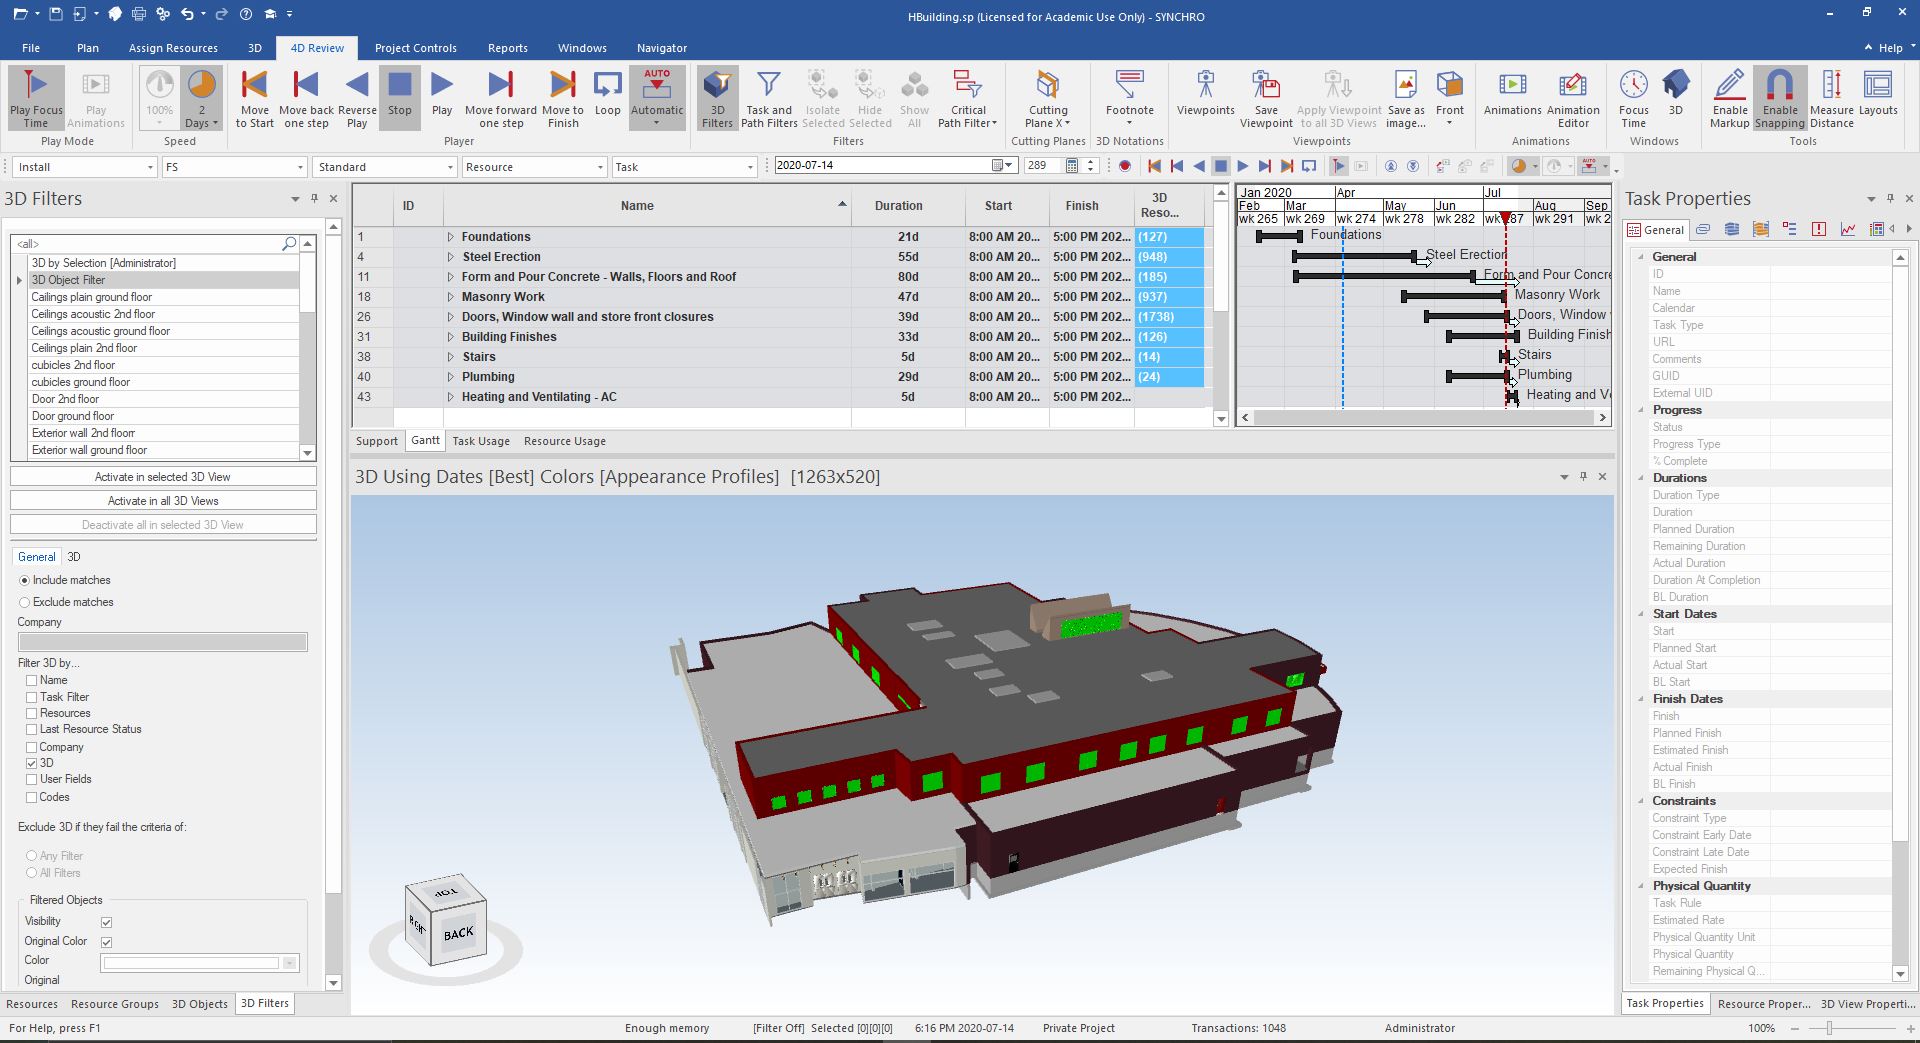 HBuilding.sp (Licensed for Academic Use Only) - SYNCHRO
File Plan Assign Resources 3D 4D Review Project Controls Reports Windows Navigator Help
Play Focus Time
Play Animations
100%
2 Days
Move to Start
Move back one step
Reverse Play
Stop
Play
Move forward one step
Move to Finish
Loop
AUTO
Automatic
3D Filters
Task and Path Filters
Isolate Selected
Hide Selected
Show All
Critical Path Filter
Cutting Plane X
Footnote
Viewpoints
Save Viewpoint
Apply Viewpoint to all 3D Views
Save as image...
Front
Animations
Animation Editor
Focus Time
3D
Enable Markup
Enable Snapping
Measure Distance
Layouts
Play Mode Speed Player Filters Cutting Planes 3D Notations Viewpoints Animations Windows Tools
Install FS Standard Resource Task 2020-07-14 289
3D Filters
<all>
3D by Selection [Administrator]
3D Object Filter
Cailings plain ground floor
Ceilings acoustic 2nd floor
Ceilings acoustic ground floor
Ceilings plain 2nd floor
cubicles 2nd floor
cubicles ground floor
Door 2nd floor
Door ground floor
Exterior wall 2nd floorr
Exterior wall ground floor
Activate in selected 3D View
Activate in all 3D Views
Deactivate all in selected 3D View
General 3D
Include matches
Exclude matches
Company
Filter 3D by...
Name
Task Filter
Resources
Last Resource Status
Company
3D
User Fields
Codes
Exclude 3D if they fail the criteria of:
Any Filter
All Filters
Filtered Objects
Visibility
Original Color
Color
Original
Resources Resource Groups 3D Objects 3D Filters
ID Name Duration Start Finish 3D Reso...
1 Foundations 21d 8:00 AM 20... 5:00 PM 202... (127)
4 Steel Erection 55d 8:00 AM 20... 5:00 PM 202... (948)
11 Form and Pour Concrete - Walls, Floors and Roof 80d 8:00 AM 20... 5:00 PM 202... (185)
18 Masonry Work 47d 8:00 AM 20... 5:00 PM 202... (937)
26 Doors, Window wall and store front closures 39d 8:00 AM 20... 5:00 PM 202... (1738)
31 Building Finishes 33d 8:00 AM 20... 5:00 PM 202... (126)
38 Stairs 5d 8:00 AM 20... 5:00 PM 202... (14)
40 Plumbing 29d 8:00 AM 20... 5:00 PM 202... (24)
43 Heating and Ventilating - AC 5d 8:00 AM 20... 5:00 PM 202...
Support Gantt Task Usage Resource Usage
Jan 2020 Apr Jul
Feb Mar May Jun Aug Sep
wk 265 wk 269 wk 274 wk 278 wk 282 wk 287 wk 291 wk 2
Foundations
Steel Erection
Form and Pour Concre
Masonry Work
Doors, Window
Building Finish
Stairs
Plumbing
Heating and Ve
3D Using Dates [Best] Colors [Appearance Profiles] [1263x520]
TOP
BACK
Task Properties
General
General
ID
Name
Calendar
Task Type
URL
Comments
GUID
External UID
Progress
Status
Progress Type
% Complete
Durations
Duration Type
Duration
Planned Duration
Remaining Duration
Actual Duration
Duration At Completion
BL Duration
Start Dates
Start
Planned Start
Actual Start
BL Start
Finish Dates
Finish
Planned Finish
Estimated Finish
Actual Finish
BL Finish
Constraints
Constraint Type
Constraint Early Date
Constraint Late Date
Expected Finish
Physical Quantity
Task Rule
Estimated Rate
Physical Quantity Unit
Physical Quantity
Remaining Physical Q...
Task Properties Resource Proper... 3D View Properti...
For Help, press F1 Enough memory [Filter Off] Selected [0][0][0] 6:16 PM 2020-07-14 Private Project Transactions: 1048 Administrator 100%